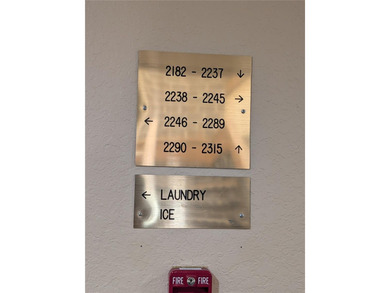 2182 - 2237 ↓
2238 - 2245 →
← 2246 - 2289
2290 - 2315 ↑
← LAUNDRY
ICE
FIRE FIRE